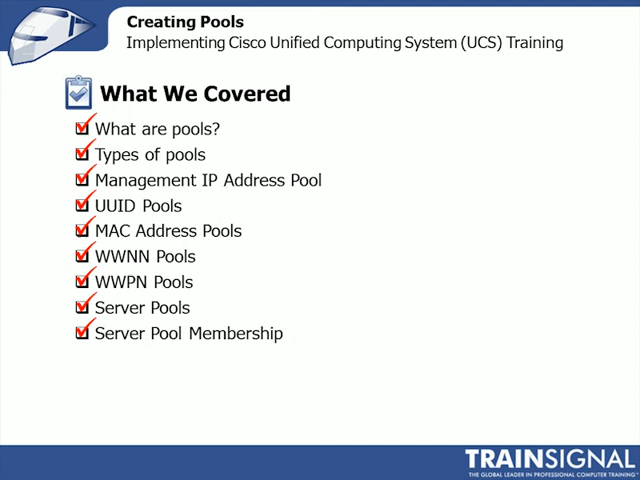 Creating Pools
Implementing Cisco Unified Computing System (UCS) Training
What We Covered
What are pools?
Types of pools
Management IP Address Pool
UUID Pools
MAC Address Pools
WWNN Pools
WWPN Pools
Server Pools
Server Pool Membership
TRAINSIGNAL
THE GLOBAL LEADER IN PROFESSIONAL COMPUTER TRAINING